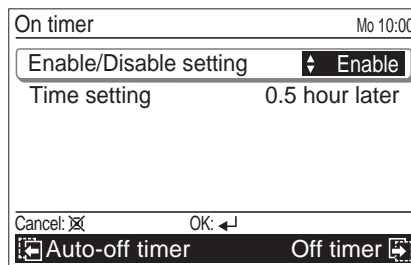 On timer Mo 10:00
Enable/Disable setting Enable
Time setting 0.5 hour later
Cancel: OK:
Auto-off timer Off timer